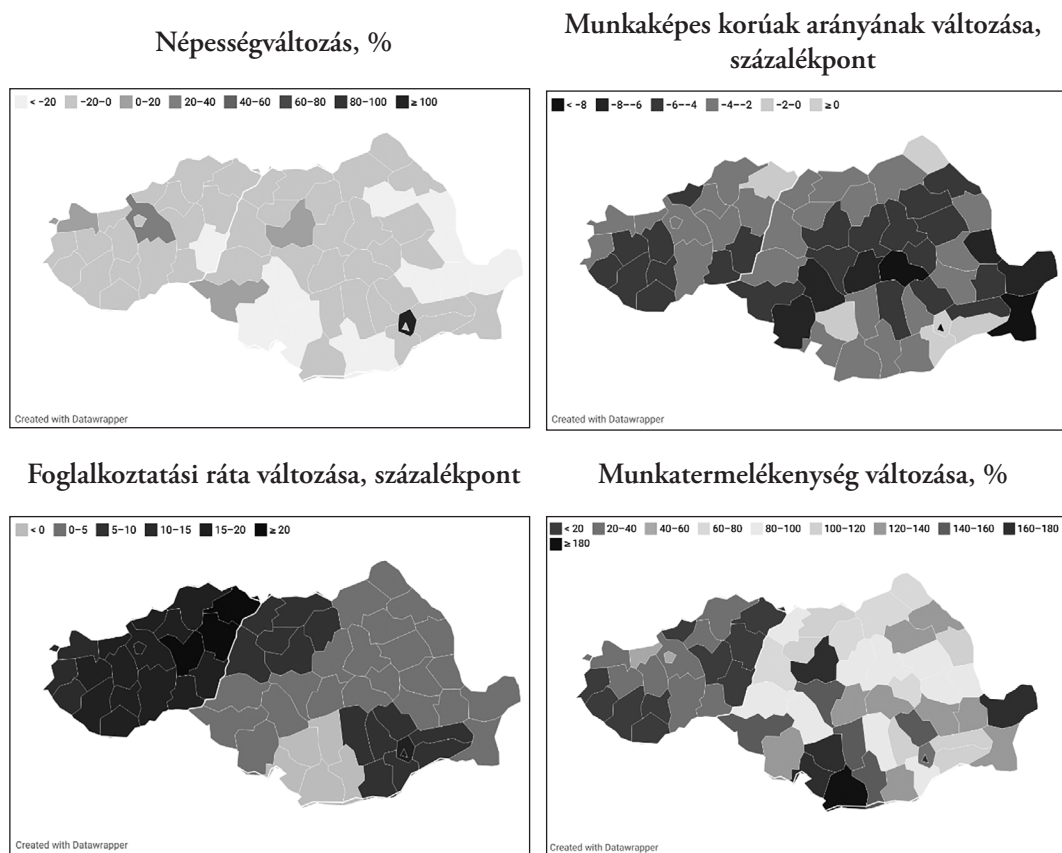 Népességváltozás, %
< -20 -20-0 0-20 20-40 40-60 60-80 80-100 ≥ 100
Created with Datawrapper
Munkaképes korúak arányának változása,
százalékpont
< -8 -8--6 -6--4 -4--2 -2-0 ≥ 0
Created with Datawrapper
Foglalkoztatási ráta változása, százalékpont
< 0 0-5 5-10 10-15 15-20 ≥ 20
Created with Datawrapper
Munkatermelékenység változása, %
< 20 20-40 40-60 60-80 80-100 100-120 120-140 140-160 160-180
≥ 180
Created with Datawrapper